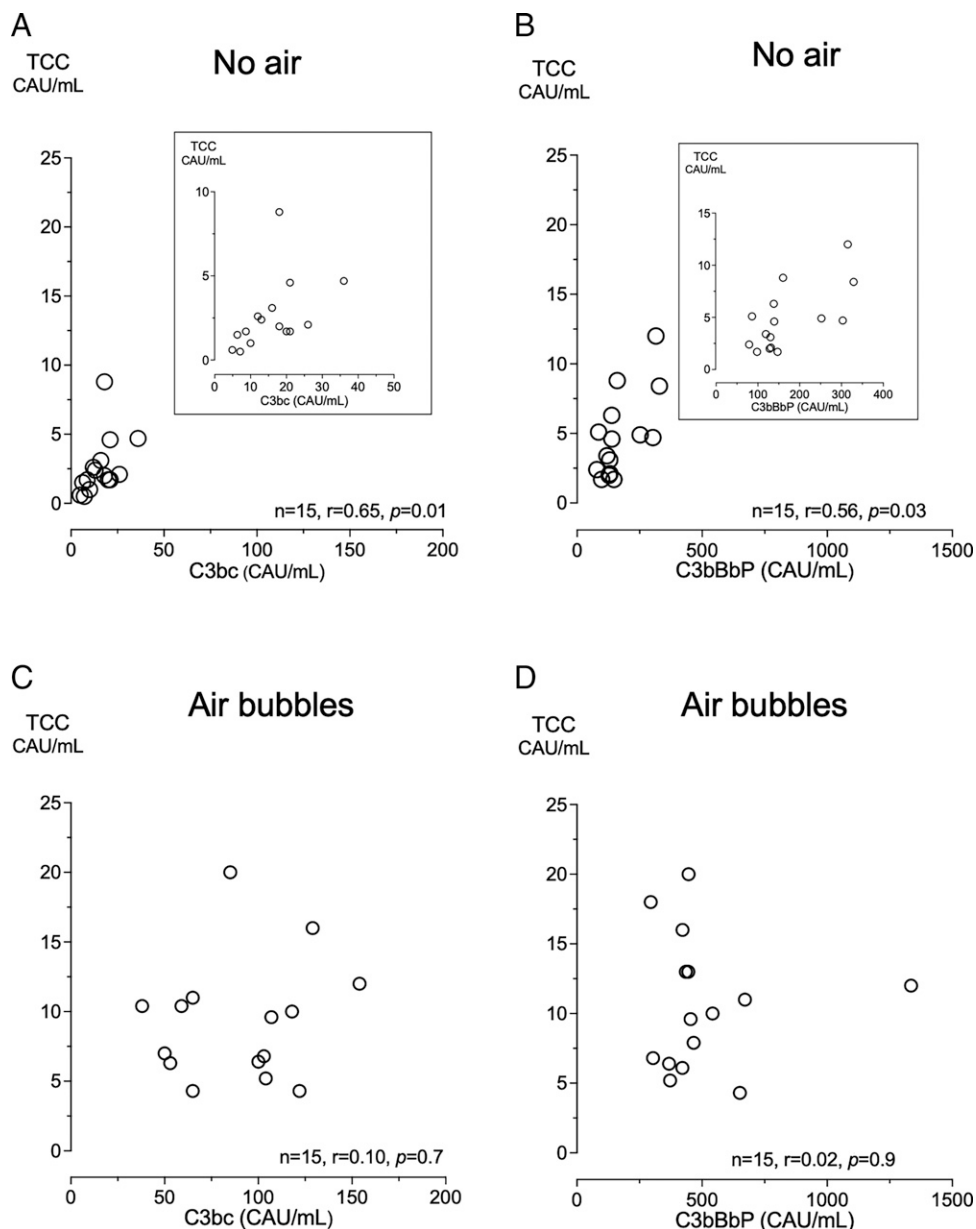 A
TCC
CAU/mL
No air
25
20
15
10
5
0
TCC
CAU/mL
10
5
0
0 10 20 30 40 50
C3bc (CAU/mL)
n=15, r=0.65, p=0.01
0 50 100 150 200
C3bc (CAU/mL)
B
TCC
CAU/mL
No air
25
20
15
10
5
0
TCC
CAU/mL
15
10
5
0
0 100 200 300 400
C3bBbP (CAU/mL)
n=15, r=0.56, p=0.03
0 500 1000 1500
C3bBbP (CAU/mL)
C
TCC
CAU/mL
Air bubbles
25
20
15
10
5
0
n=15, r=0.10, p=0.7
0 50 100 150 200
C3bc (CAU/mL)
D
TCC
CAU/mL
Air bubbles
25
20
15
10
5
0
n=15, r=0.02, p=0.9
0 500 1000 1500
C3bBbP (CAU/mL)